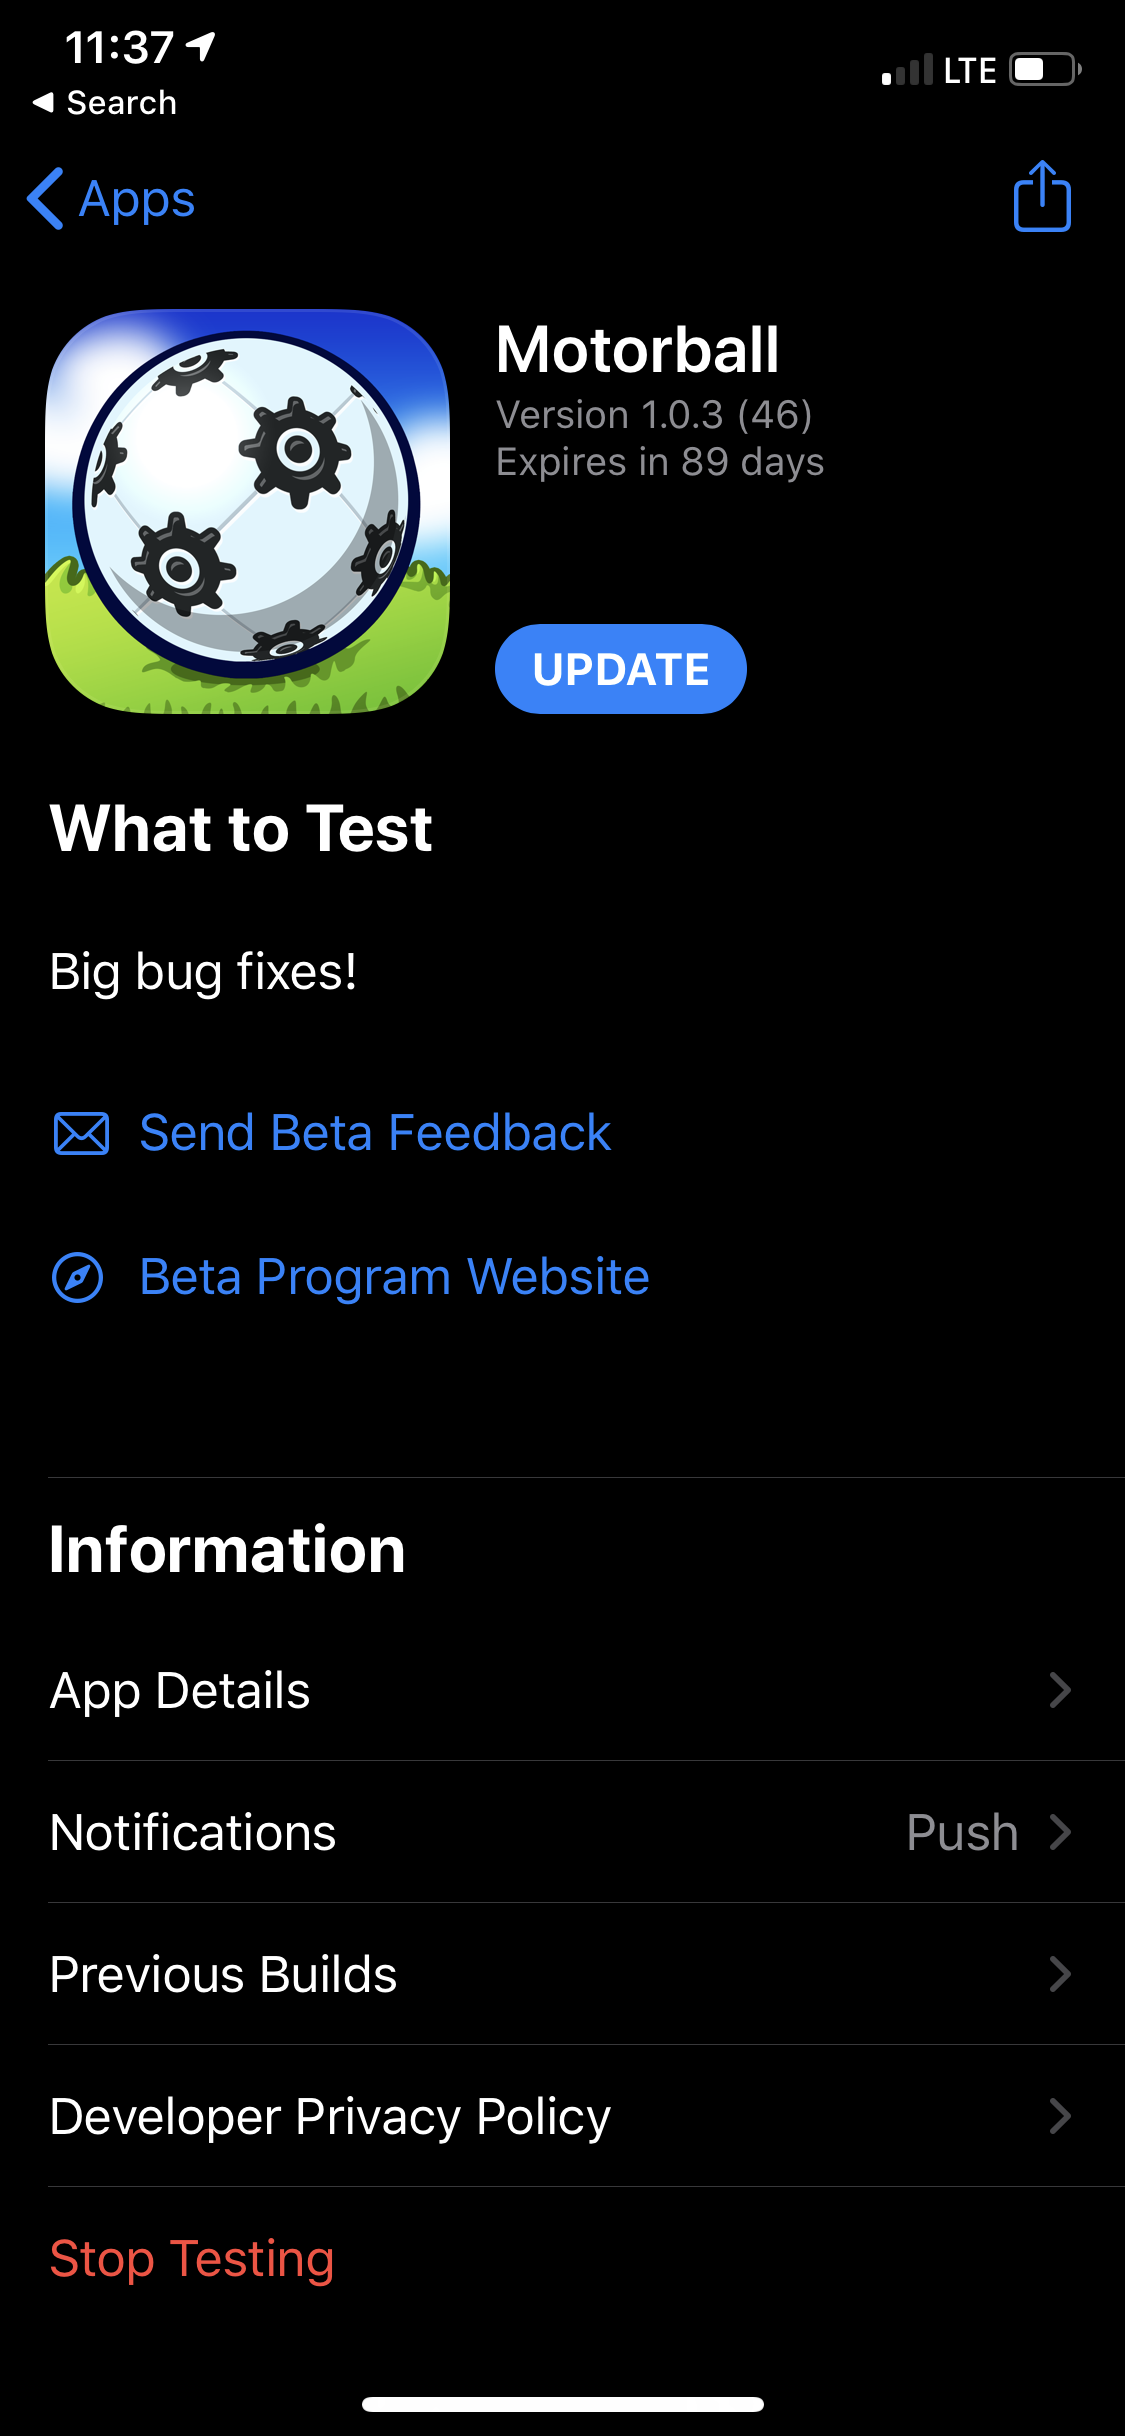 11:37
LTE
Search
Apps
Motorball
Version 1.0.3 (46)
Expires in 89 days
UPDATE
What to Test
Big bug fixes!
Send Beta Feedback
Beta Program Website
Information
App Details
Notifications Push
Previous Builds
Developer Privacy Policy
Stop Testing